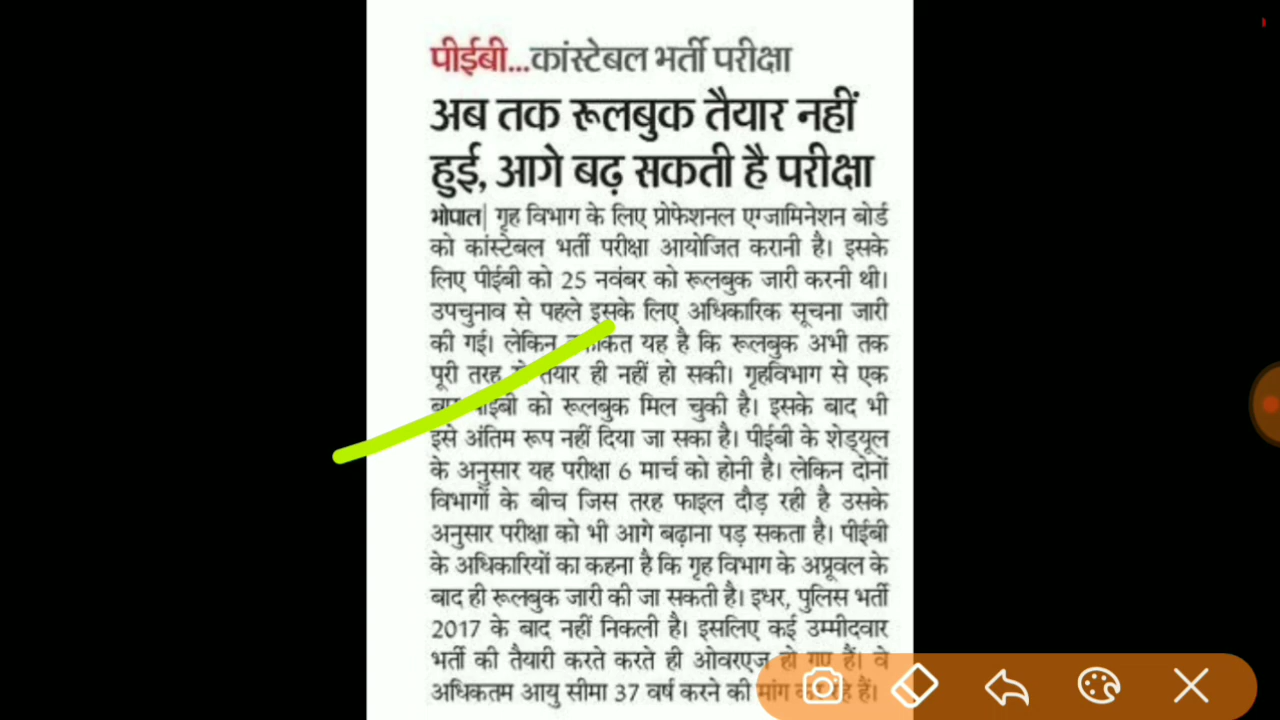 पीईबी...कांस्टेबल भर्ती परीक्षा
अब तक रूलबुक तैयार नहीं
हुई, आगे बढ़ सकती है परीक्षा
भोपाल| गृह विभाग के लिए प्रोफेशनल एग्जामिनेशन बोर्ड
को कांस्टेबल भर्ती परीक्षा आयोजित करानी है। इसके
लिए पीईबी को 25 नवंबर को रूलबुक जारी करनी थी।
उपचुनाव से पहले इसके लिए अधिकारिक सूचना जारी
की गई। लेकिन यह है कि रूलबुक अभी तक
पूरी तरह तैयार ही नहीं हो सकी। गृहविभाग से एक
बार पीईबी को रूलबुक मिल चुकी है। इसके बाद भी
इसे अंतिम रूप नहीं दिया जा सका है। पीईबी के शेड्यूल
के अनुसार यह परीक्षा 6 मार्च को होनी है। लेकिन दोनों
विभागों के बीच जिस तरह फाइल दौड़ रही है उसके
अनुसार परीक्षा को भी आगे बढ़ाना पड़ सकता है। पीईबी
के अधिकारियों का कहना है कि गृह विभाग के अप्रूवल के
बाद ही रूलबुक जारी की जा सकती है। इधर, पुलिस भर्ती
2017 के बाद नहीं निकली है। इसलिए कई उम्मीदवार
भर्ती की तैयारी करते करते ही ओवरएज हो गए हैं। वे
अधिकतम आयु सीमा 37 वर्ष करने की मांग कर रहे हैं।